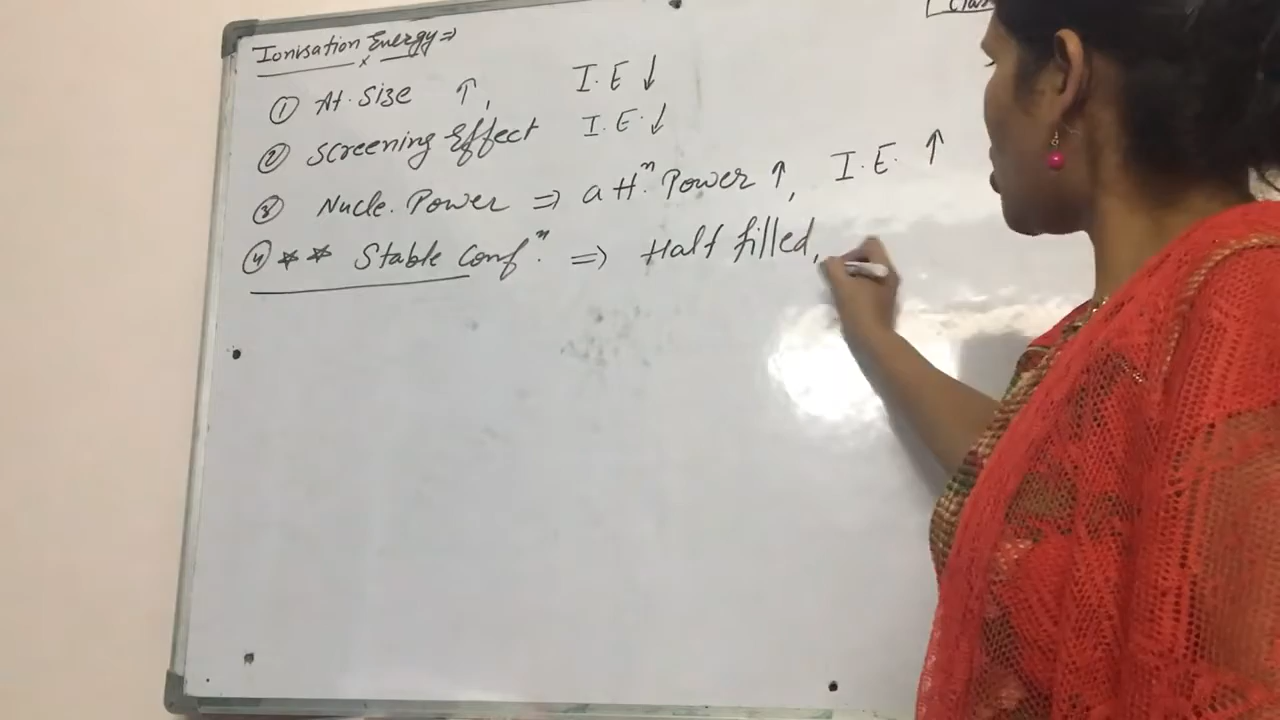 Ionisation Energy ⇒
① At. Size ↑, I.E ↓
② Screening Effect I.E. ↓
③ Nucle. Power ⇒ attⁿ. Power ↑, I.E. ↑
④ ** Stable Confⁿ. ⇒ Half filled,